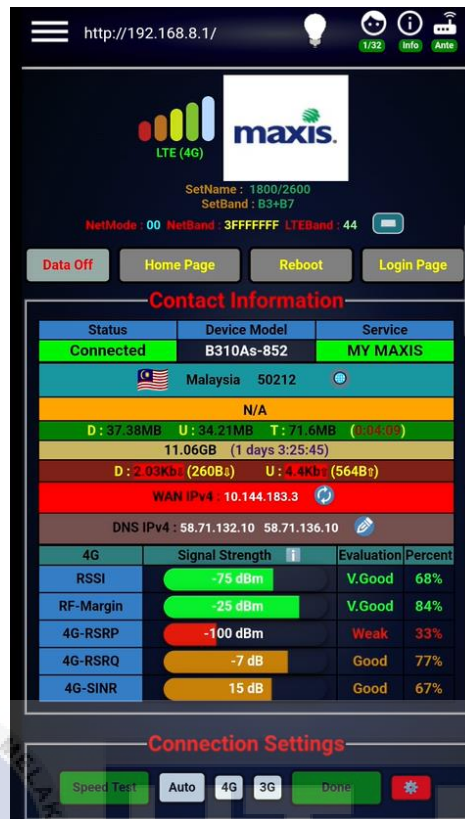 http://192.168.8.1/
1/32 Info Ante
LTE (4G)
maxis.
SetName : 1800/2600
SetBand : B3+B7
NetMode : 00 NetBand : 3FFFFFFF LTEBand : 44
Data Off Home Page Reboot Login Page
Contact Information
Status Device Model Service
Connected B310As-852 MY MAXIS
Malaysia 50212
N/A
D : 37.38MB U : 34.21MB T : 71.6MB (0:04:09)
11.06GB (1 days 3:25:45)
D : 2.03Kb⇩ (260B⇩) U : 4.4Kb⇧ (564B⇧)
WAN IPv4 : 10.144.183.3
DNS IPv4 : 58.71.132.10 58.71.136.10
4G Signal Strength i Evaluation Percent
RSSI -75 dBm V.Good 68%
RF-Margin -25 dBm V.Good 84%
4G-RSRP -100 dBm Weak 33%
4G-RSRQ -7 dB Good 77%
4G-SINR 15 dB Good 67%
Connection Settings
Speed Test Auto 4G 3G Done